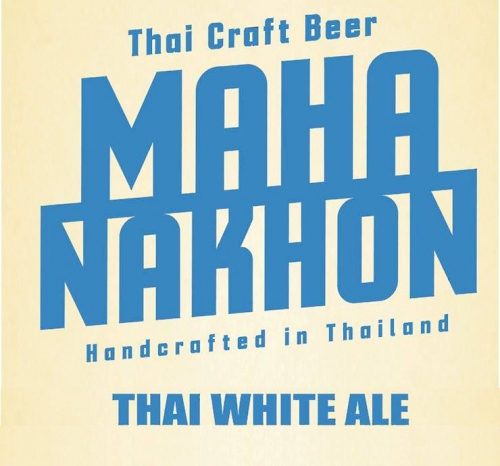 Thai Craft Beer
MAHA
NAKHON
Handcrafted in Thailand
THAI WHITE ALE